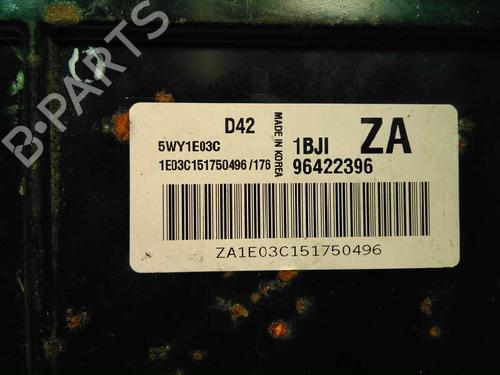 B-PARTS
D42
MADE IN KOREA
1BJI
ZA
5WY1E03C
1E03C151750496/176
96422396
ZA1E03C151750496